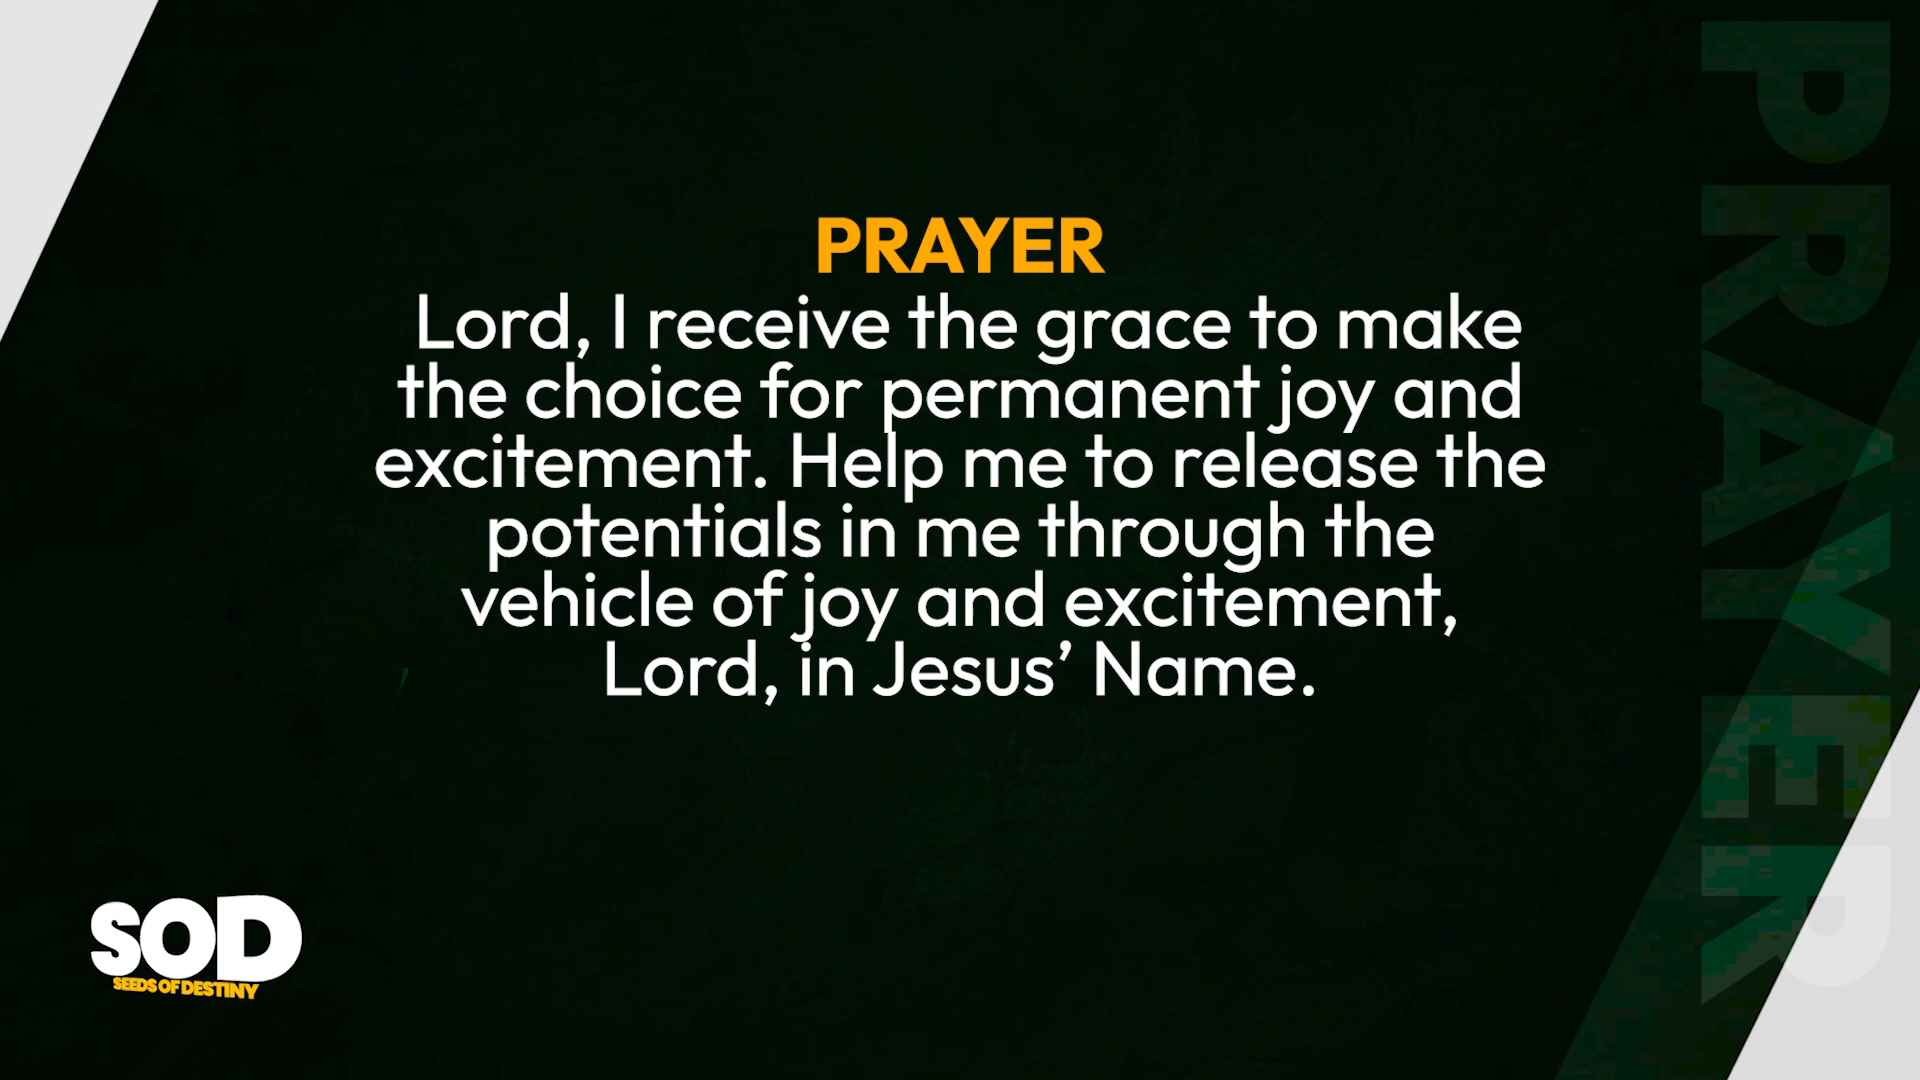 PRAYER
Lord, I receive the grace to make
the choice for permanent joy and
excitement. Help me to release the
potentials in me through the
vehicle of joy and excitement,
Lord, in Jesus’ Name.
PRAYER
SOD
SEEDS OF DESTINY